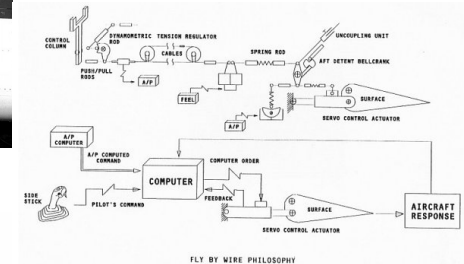 UNCOUPLING UNIT
DYNAMOMETRIC TENSION REGULATOR
ROD
CONTROL
COLUMN
CABLES
SPRING ROD
AFT DETENT BELLCRANK
PUSH/PULL
RODS
A/P
FEEL
SURFACE
A/P
SERVO CONTROL ACTUATOR
A/P
COMPUTER
A/P COMPUTED
COMMAND
COMPUTER ORDER
COMPUTER
SIDE
STICK
PILOT'S COMMAND
FEEDBACK
SURFACE
AIRCRAFT
RESPONSE
SERVO CONTROL ACTUATOR
FLY BY WIRE PHILOSOPHY